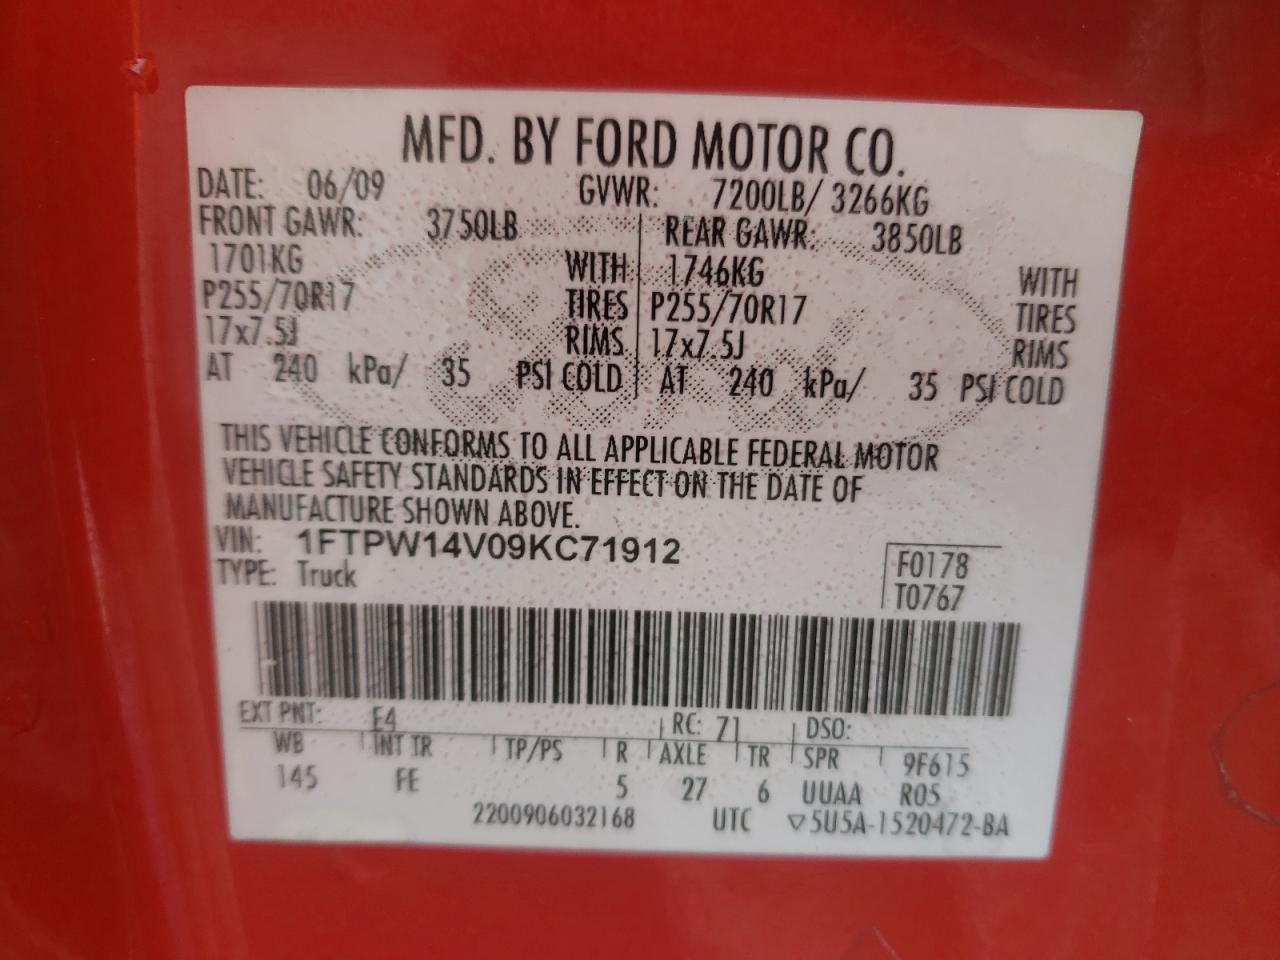 MFD. BY FORD MOTOR CO.
DATE: 06/09 GVWR: 7200LB/ 3266KG
FRONT GAWR: 3750LB REAR GAWR: 3850LB
1701KG WITH 1746KG WITH
P255/70R17 TIRES P255/70R17 TIRES
17x7.5J RIMS 17x7.5J RIMS
AT 240 kPa/ 35 PSI COLD AT 240 kPa/ 35 PSI COLD
THIS VEHICLE CONFORMS TO ALL APPLICABLE FEDERAL MOTOR
VEHICLE SAFETY STANDARDS IN EFFECT ON THE DATE OF
MANUFACTURE SHOWN ABOVE.
VIN: 1FTPW14V09KC71912
TYPE: Truck
F0178
T0767
EXT PNT: E4 RC: 71 DSO:
WB INT TR TP/PS R AXLE TR SPR 9F615
145 FE 5 27 6 UUAA R05
2200906032168 UTC ▽5U5A-1520472-BA